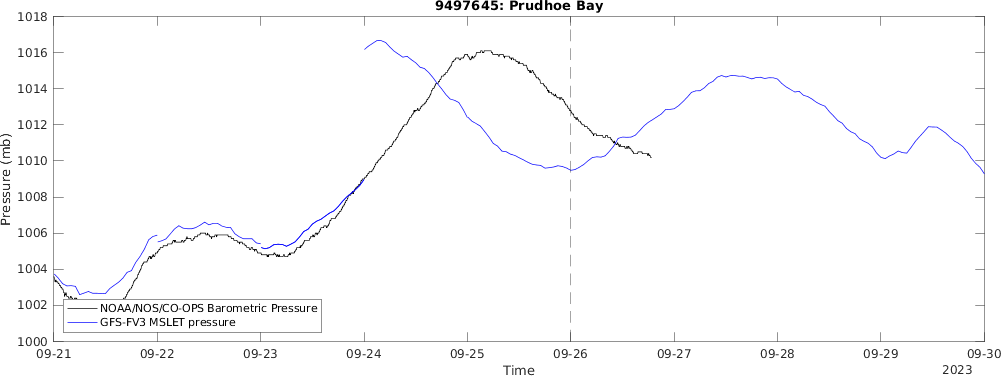 9497645: Prudhoe Bay
Pressure (mb)
1018
1016
1014
1012
1010
1008
1006
1004
1002
1000
NOAA/NOS/CO-OPS Barometric Pressure
GFS-FV3 MSLET pressure
09-21 09-22 09-23 09-24 09-25 09-26 09-27 09-28 09-29 09-30
Time
2023